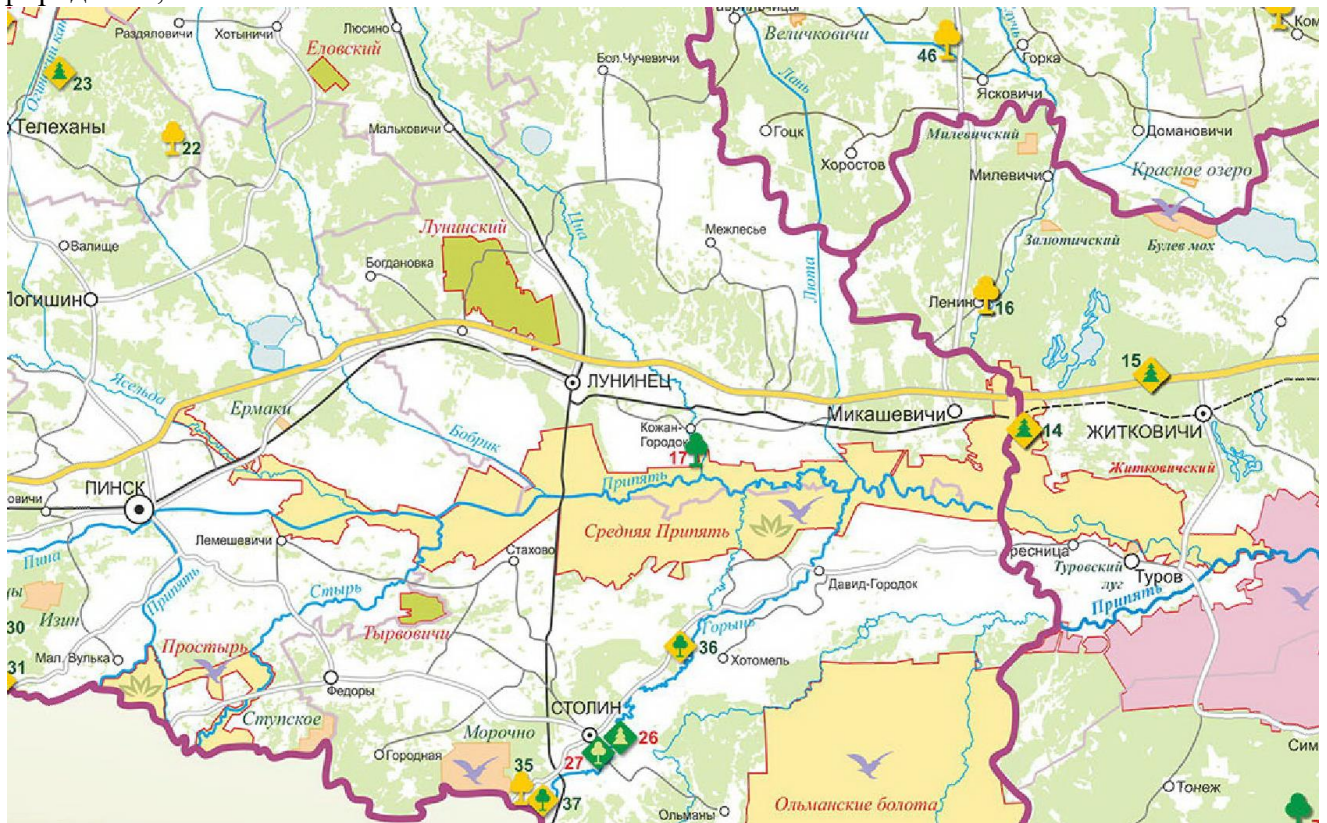 Раздяловичи
Хотыничи
Люсино
Еловский
Огинский кан
23
Телеханы
22
Мальковичи
Бол.Чучевичи
Величковичи
Лань
46
Горка
Ясковичи
Гоцк
Хоростов
Милевичский
Домановичи
Милевичи
Красное озеро
Ком
Валище
Лунинский
Богдановка
Цна
Межлесье
Залютичский
Булев мох
Люта
Ленин
16
Ясельда
Ермаки
ЛУНИНЕЦ
15
Микашевичи
14
ЖИТКОВИЧИ
Кожан-
Городок
17
Бобрик
Житковичский
ПИНСК
овичи
Припять
Средняя Припять
Лемешевичи
Стахово
Пина
Припять
Стырь
Давид-Городок
Туровский
луг
Туров
Припять
Тырвовичи
Горынь
Изин
30
Простырь
Мал. Вулька
31
36
Хотомель
Федоры
Ступское
СТОЛИН
26
27
Морочно
Городная
35
37
Ольманы
Ольманские болота
Тонеж
Сим